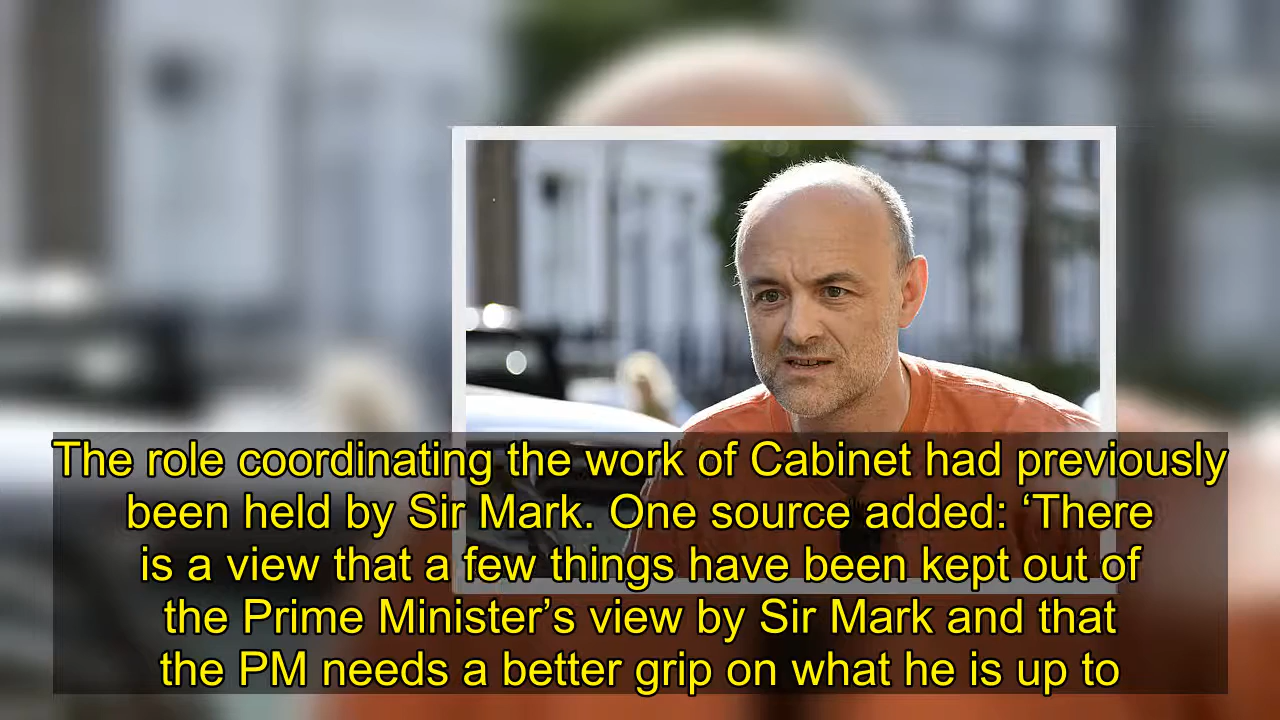 The role coordinating the work of Cabinet had previously
been held by Sir Mark. One source added: ‘There
is a view that a few things have been kept out of
the Prime Minister’s view by Sir Mark and that
the PM needs a better grip on what he is up to